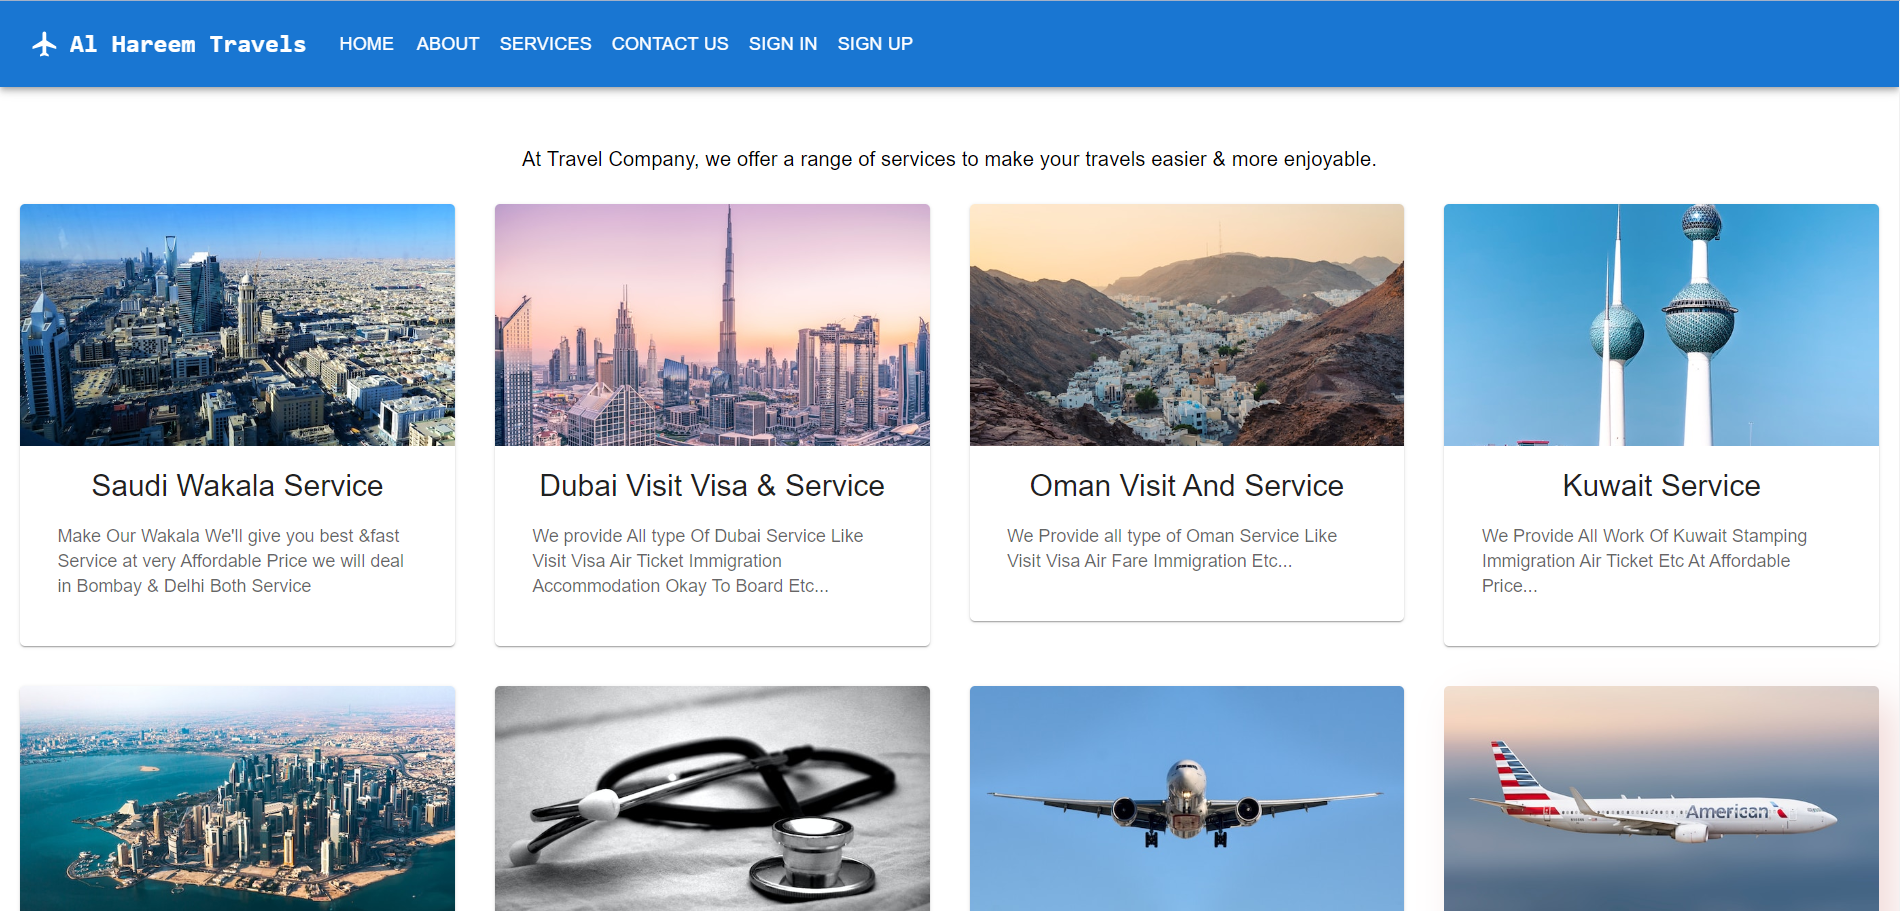 Al Hareem Travels HOME ABOUT SERVICES CONTACT US SIGN IN SIGN UP
At Travel Company, we offer a range of services to make your travels easier & more enjoyable.
Saudi Wakala Service
Make Our Wakala We'll give you best &fast
Service at very Affordable Price we will deal
in Bombay & Delhi Both Service
Dubai Visit Visa & Service
We provide All type Of Dubai Service Like
Visit Visa Air Ticket Immigration
Accommodation Okay To Board Etc...
Oman Visit And Service
We Provide all type of Oman Service Like
Visit Visa Air Fare Immigration Etc...
Kuwait Service
We Provide All Work Of Kuwait Stamping
Immigration Air Ticket Etc At Affordable
Price...
American